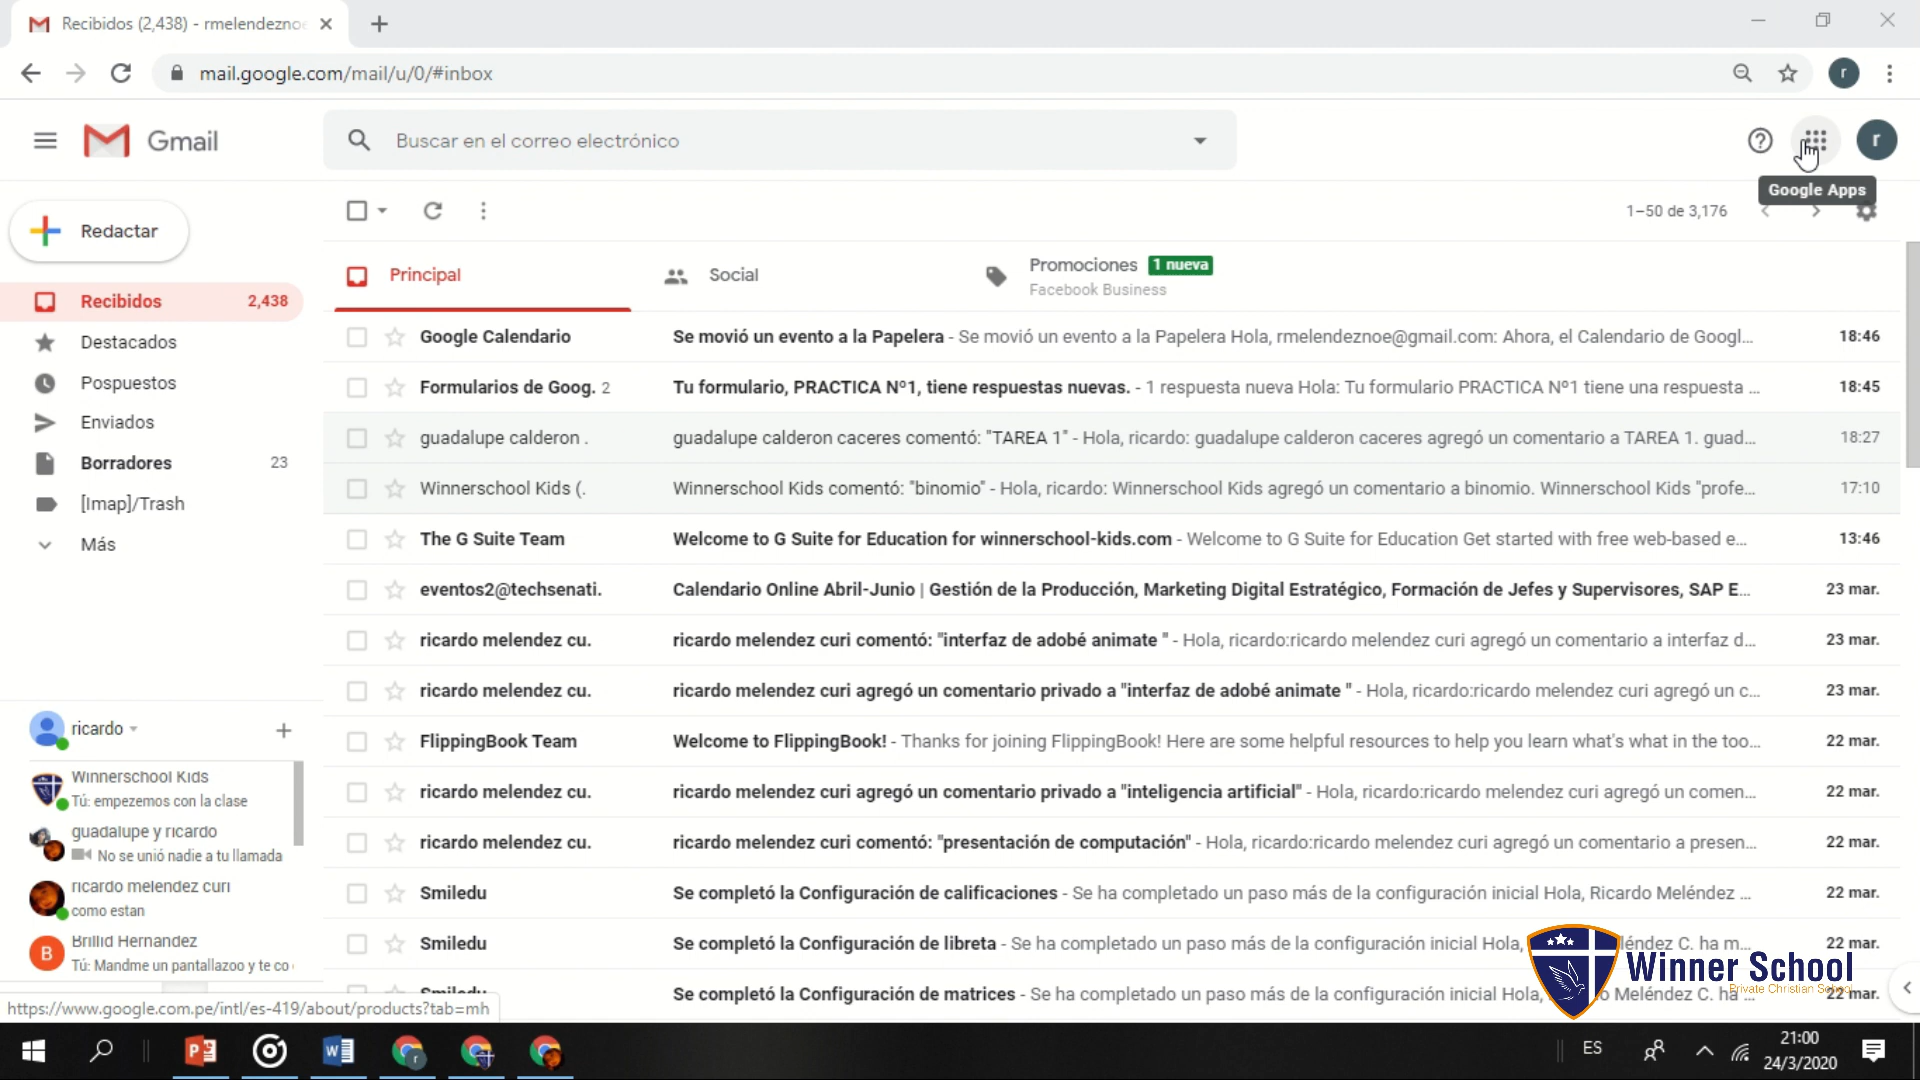 Recibidos (2,438) - rmelendeznoe
mail.google.com/mail/u/0/#inbox
r
Gmail
Buscar en el correo electrónico
r
Google Apps
Redactar
1–50 de 3,176
Principal
Social
Promociones 1 nueva
Facebook Business
Recibidos 2,438
Destacados
Pospuestos
Enviados
Borradores 23
[Imap]/Trash
Más
Google Calendario Se movió un evento a la Papelera - Se movió un evento a la Papelera Hola, rmelendeznoe@gmail.com: Ahora, el Calendario de Googl... 18:46
Formularios de Goog. 2 Tu formulario, PRACTICA Nº1, tiene respuestas nuevas. - 1 respuesta nueva Hola: Tu formulario PRACTICA Nº1 tiene una respuesta ... 18:45
guadalupe calderon . guadalupe calderon caceres comentó: "TAREA 1" - Hola, ricardo: guadalupe calderon caceres agregó un comentario a TAREA 1. guad... 18:27
Winnerschool Kids (. Winnerschool Kids comentó: "binomio" - Hola, ricardo: Winnerschool Kids agregó un comentario a binomio. Winnerschool Kids "profe... 17:10
The G Suite Team Welcome to G Suite for Education for winnerschool-kids.com - Welcome to G Suite for Education Get started with free web-based e... 13:46
eventos2@techsenati. Calendario Online Abril-Junio | Gestión de la Producción, Marketing Digital Estratégico, Formación de Jefes y Supervisores, SAP E... 23 mar.
ricardo melendez cu. ricardo melendez curi comentó: "interfaz de adobé animate " - Hola, ricardo:ricardo melendez curi agregó un comentario a interfaz d... 23 mar.
ricardo melendez cu. ricardo melendez curi agregó un comentario privado a "interfaz de adobé animate " - Hola, ricardo:ricardo melendez curi agregó un c... 23 mar.
FlippingBook Team Welcome to FlippingBook! - Thanks for joining FlippingBook! Here are some helpful resources to help you learn what's what in the too... 22 mar.
ricardo melendez cu. ricardo melendez curi agregó un comentario privado a "inteligencia artificial" - Hola, ricardo:ricardo melendez curi agregó un comen... 22 mar.
ricardo melendez cu. ricardo melendez curi comentó: "presentación de computación" - Hola, ricardo:ricardo melendez curi agregó un comentario a presen... 22 mar.
Smiledu Se completó la Configuración de calificaciones - Se ha completado un paso más de la configuración inicial Hola, Ricardo Meléndez ... 22 mar.
Smiledu Se completó la Configuración de libreta - Se ha completado un paso más de la configuración inicial Hola, léndez C. ha m... 22 mar.
Smiledu Se completó la Configuración de matrices - Se ha completado un paso más de la configuración inicial Hola, Meléndez C. ha ... 22 mar.
ricardo
Winnerschool Kids
Tú: empezemos con la clase
guadalupe y ricardo
No se unió nadie a tu llamada
ricardo melendez curi
como estan
B
Brillid Hernandez
Tú: Mandme un pantallazoo y te co
https://www.google.com.pe/intl/es-419/about/products?tab=mh
Winner School
Private Christian School
ES
21:00
24/3/2020